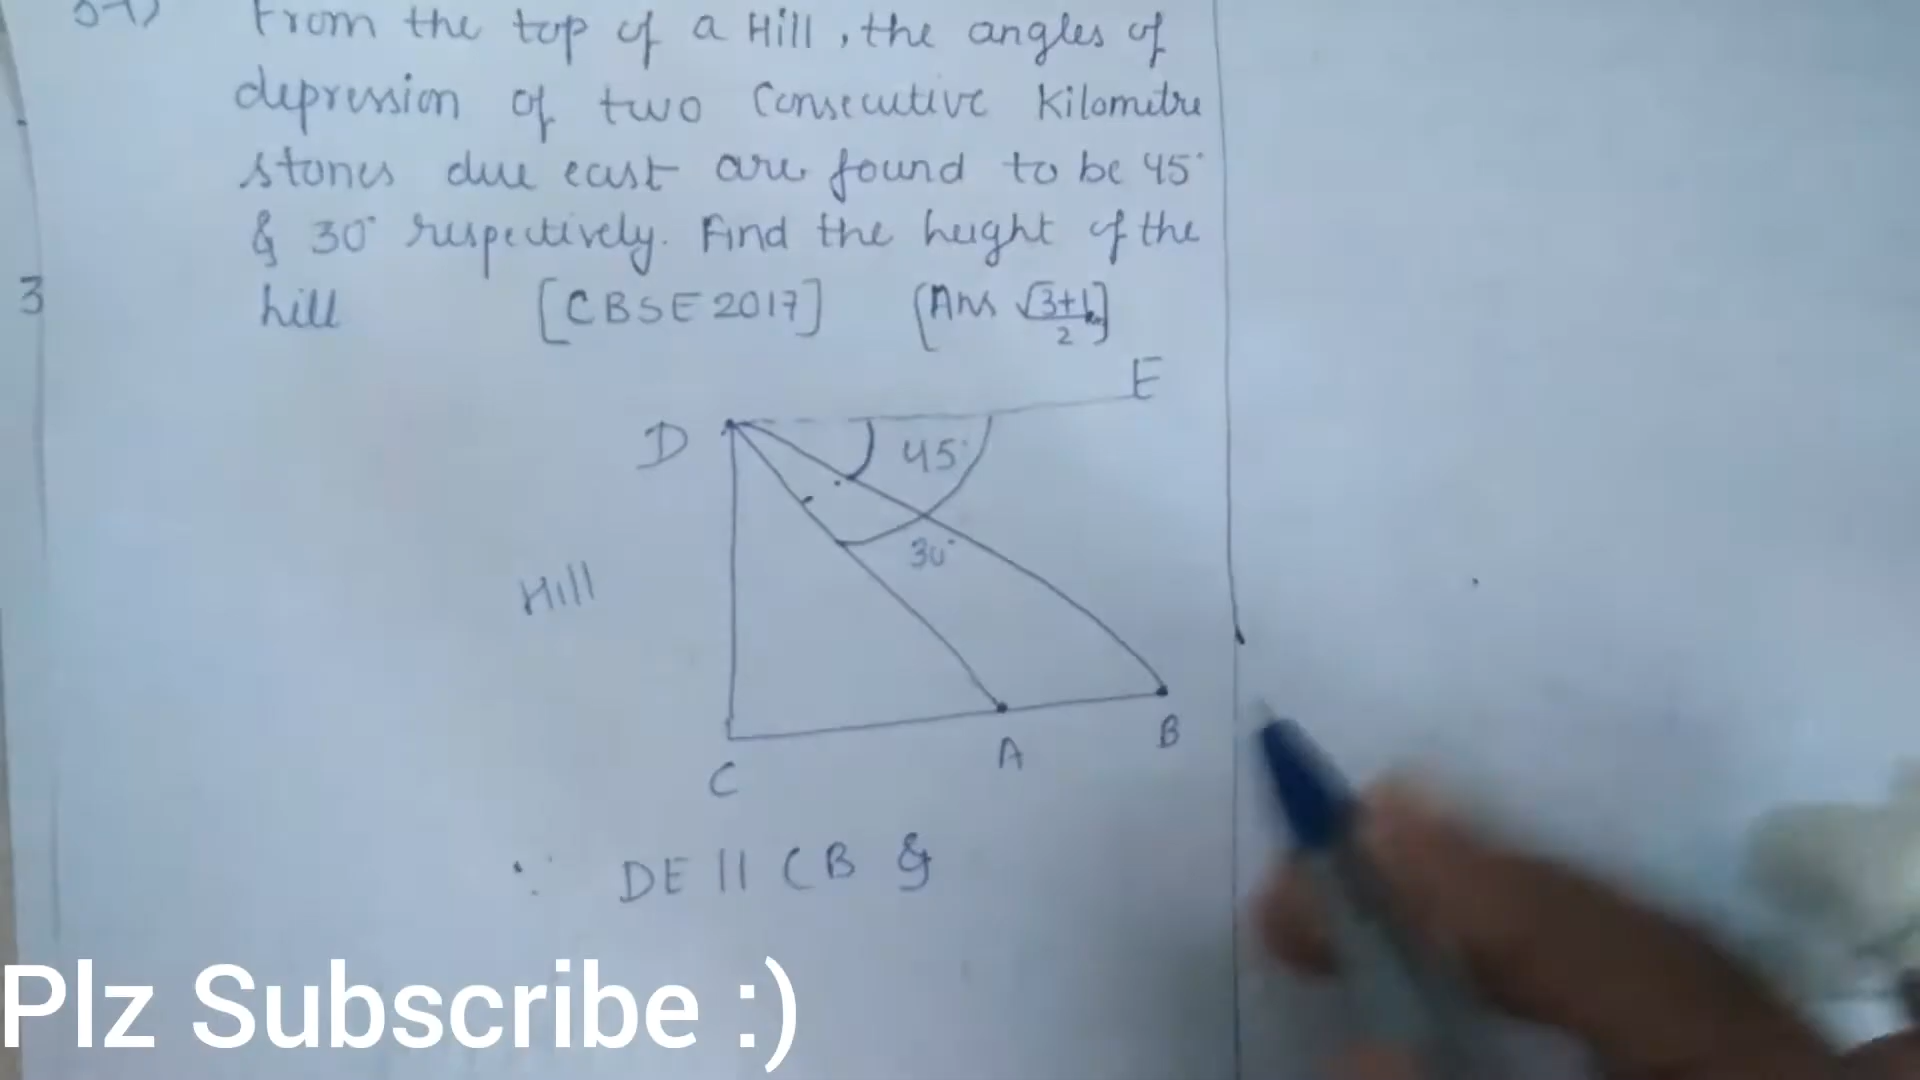 From the top of a Hill, the angles of
depression of two Consecutive Kilometre
stones due east are found to be 45°
& 30° respectively. Find the height of the
3
hill [CBSE 2017] [Ans √3+1/2 km]
E
D
45°
30°
Hill
A
B
C
∵ DE || CB &
Plz Subscribe :)